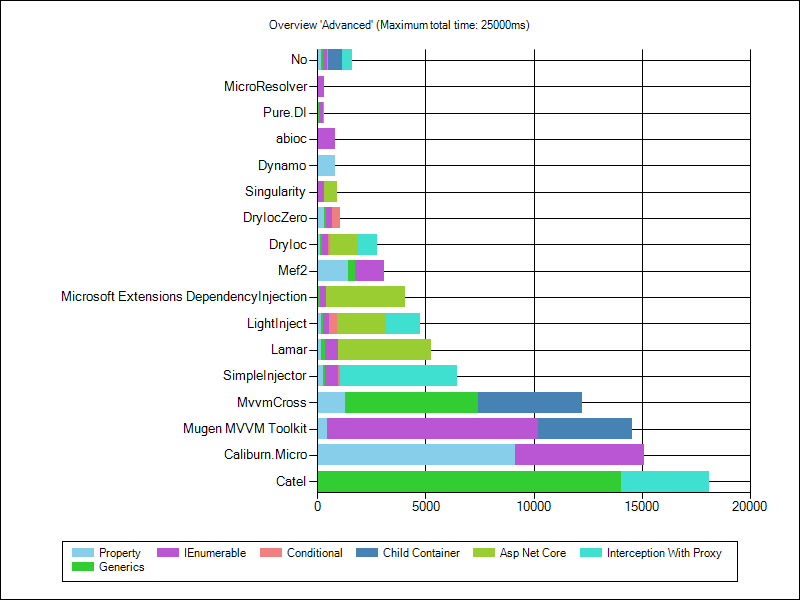 Overview 'Advanced' (Maximum total time: 25000ms)
No
MicroResolver
Pure.DI
abioc
Dynamo
Singularity
DryIocZero
DryIoc
Mef2
Microsoft Extensions DependencyInjection
LightInject
Lamar
SimpleInjector
MvvmCross
Mugen MVVM Toolkit
Caliburn.Micro
Catel
0 5000 10000 15000 20000
Property IEnumerable Conditional Child Container Asp Net Core Interception With Proxy
Generics